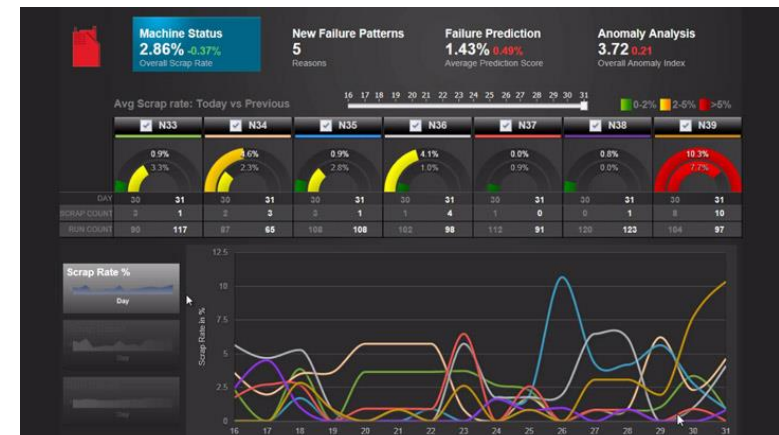 Machine Status
2.86% -0.37%
Overall Scrap Rate
New Failure Patterns
5
Reasons
Failure Prediction
1.43% 0.49%
Average Prediction Score
Anomaly Analysis
3.72 0.21
Overall Anomaly Index
Avg Scrap rate: Today vs Previous
16 17 18 19 20 21 22 23 24 25 26 27 28 29 30 31
0-2% 2-5% >5%
N33 N34 N35 N36 N37 N38 N39
0.9% 4.6% 0.9% 4.1% 0.0% 0.8% 10.3%
3.3% 2.3% 2.8% 1.0% 0.9% 0.0% 7.7%
DAY 30 31 30 31 30 31 30 31 30 31 30 31 30 31
SCRAP COUNT 3 1 2 3 3 1 1 4 1 0 0 1 8 10
RUN COUNT 90 117 87 65 108 108 102 98 112 91 120 123 104 97
Scrap Rate %
Day
Day
Day
Scrap Rate in %
12.5
10
7.5
5
2.5
0
16 17 18 19 20 21 22 23 24 25 26 27 28 29 30 31